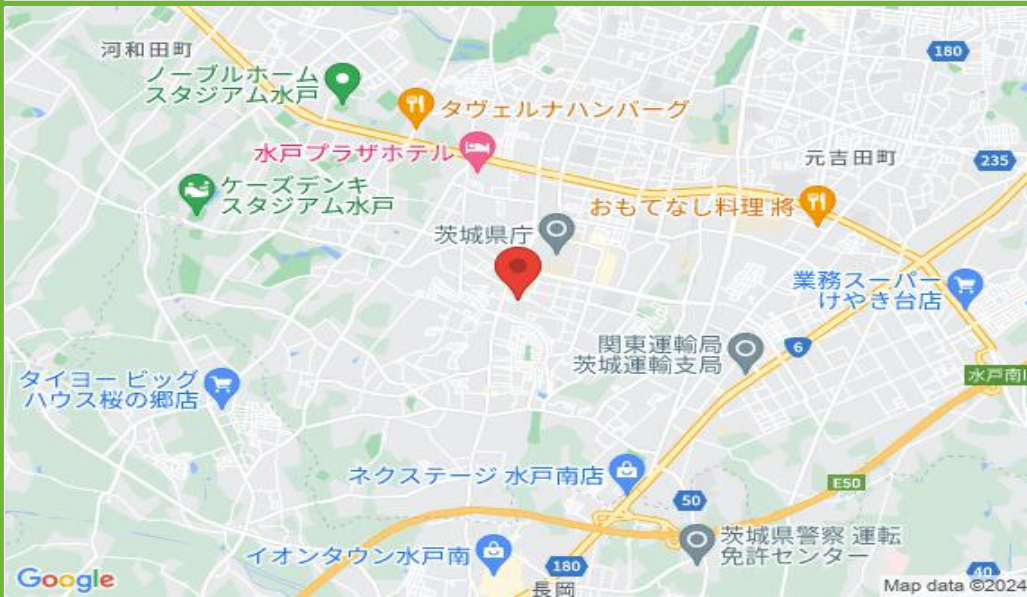 河和田町
180
ノーブルホーム
スタジアム水戸
タヴェルナハンバーグ
水戸プラザホテル
元吉田町
235
ケーズデンキ
スタジアム水戸
おもてなし料理 將
茨城県庁
業務スーパー
けやき台店
関東運輸局
茨城運輸支局
6
水戸南I
タイヨー ビッグ
ハウス桜の郷店
ネクステージ 水戸南店
E50
50
茨城県警察 運転
免許センター
イオンタウン水戸南
180
40
長岡
Google
Map data ©2024